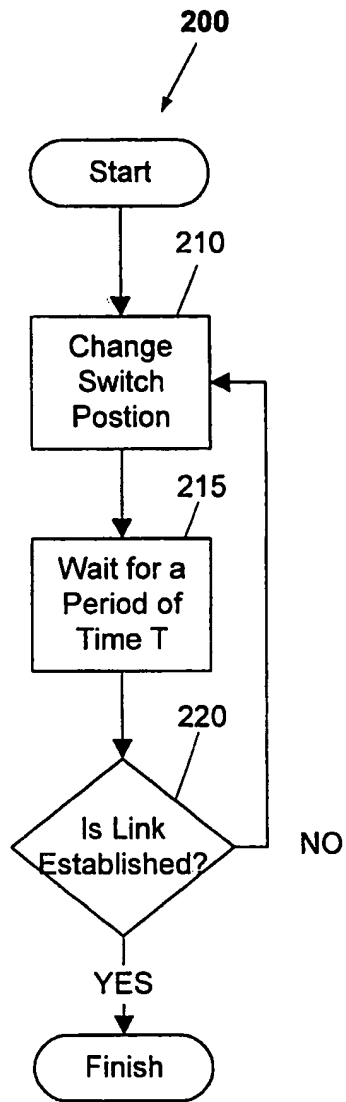 200
Start
210
Change
Switch
Postion
215
Wait for a
Period of
Time T
220
Is Link
Established?
NO
YES
Finish